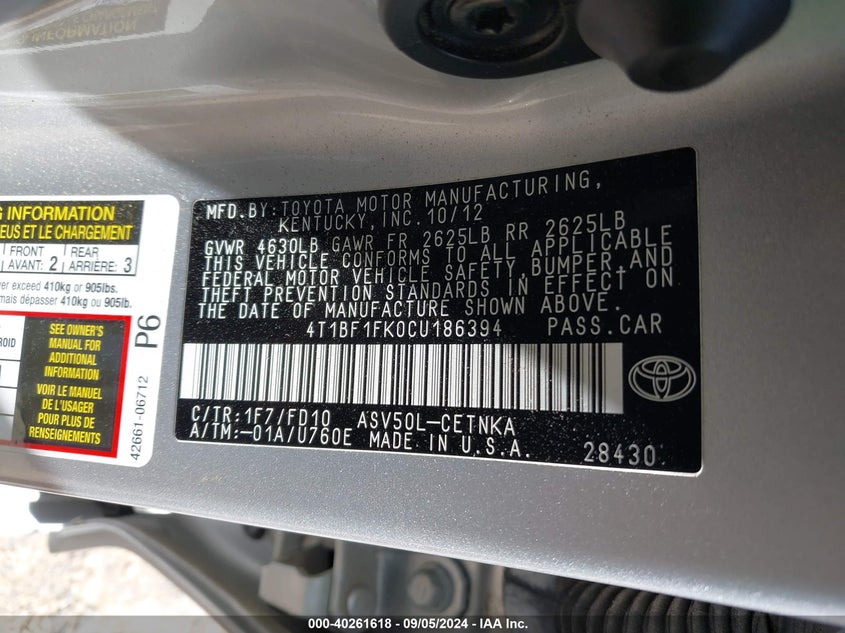 G INFORMATION
EUS ET LE CHARGEMENT
FRONT REAR
AVANT: 2 ARRIÈRE: 3
er exceed 410kg or 905lbs.
mais dépasser 410kg ou 905lb.
SEE OWNER'S
MANUAL FOR
ADDITIONAL
INFORMATION
VOIR LE MANUEL
DE L'USAGER
POUR PLUS DE
RENSEIGNEMENTS
P6
42661-06712
MFD.BY:TOYOTA MOTOR MANUFACTURING,
KENTUCKY, INC. 10/12
GVWR 4630LB GAWR FR 2625LB RR 2625LB
THIS VEHICLE CONFORMS TO ALL APPLICABLE
FEDERAL MOTOR VEHICLE SAFETY,BUMPER AND
THEFT PREVENTION STANDARDS IN EFFECT ON
THE DATE OF MANUFACTURE SHOWN ABOVE.
4T1BF1FK0CU186394 PASS.CAR
C/TR:1F7/FD10 ASV50L-CETNKA
A/TM:-01A/U760E MADE IN U.S.A.
28430
000-40261618 - 09/05/2024 - IAA Inc.